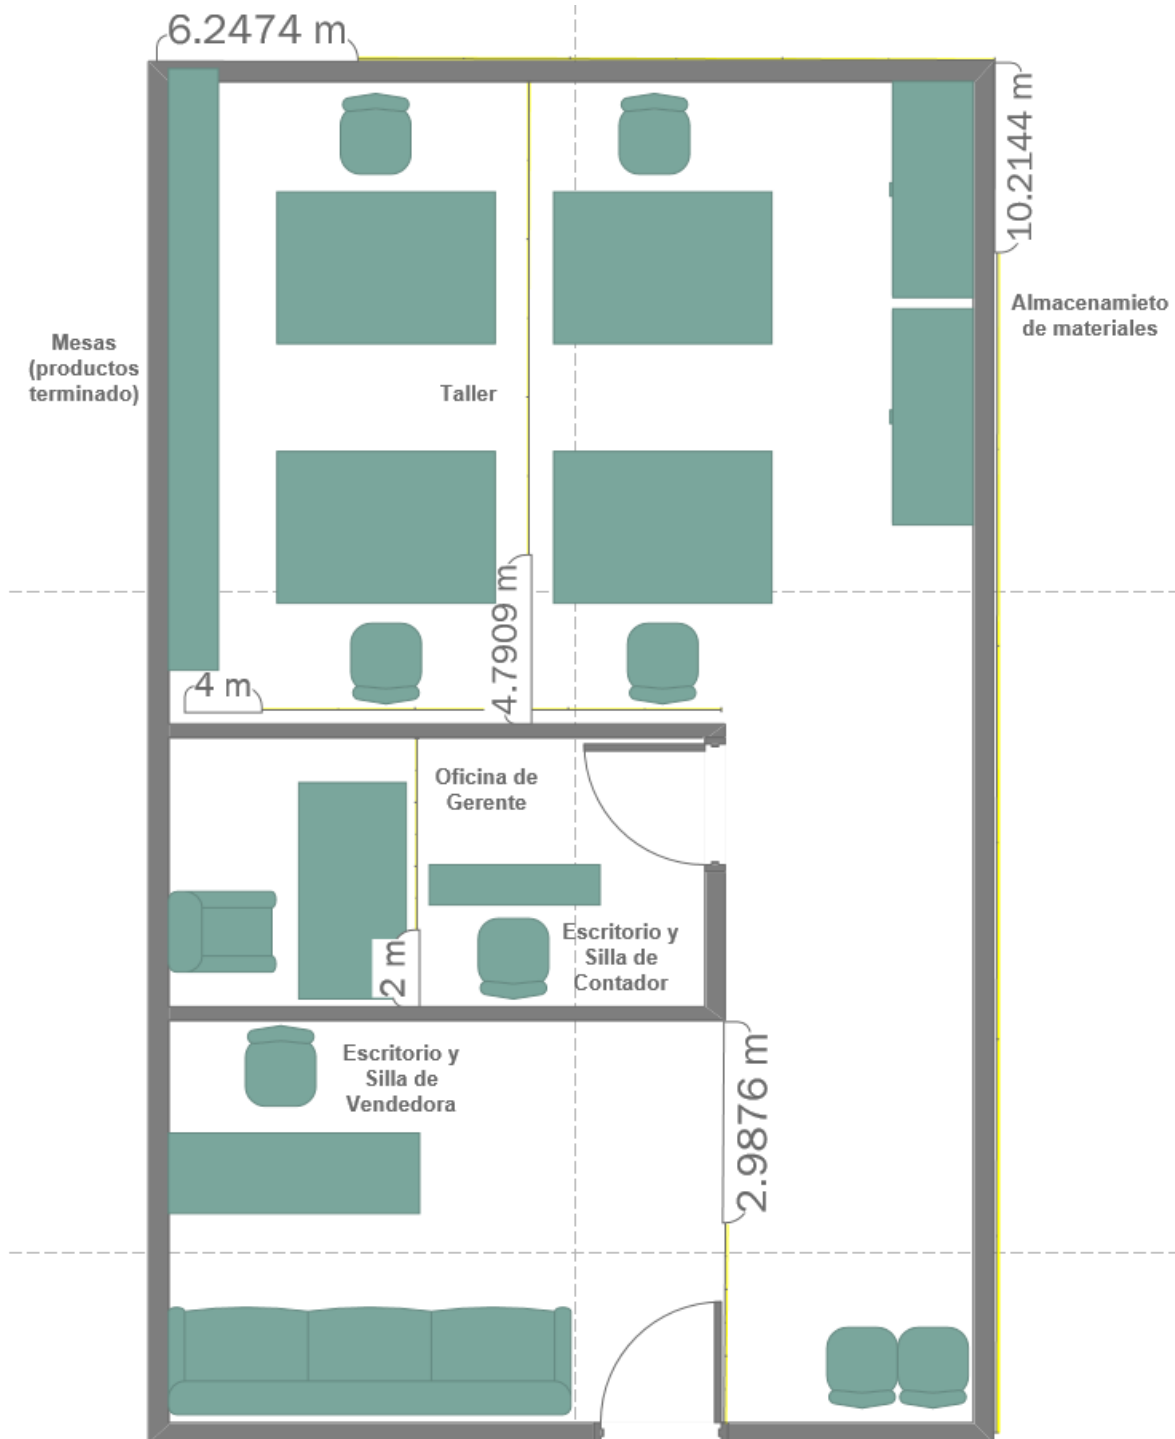 6.2474 m
10.2144 m
Almacenamieto
de materiales
Mesas
(productos
terminado)
Taller
4.7909 m
4 m
Oficina de
Gerente
Escritorio y
Silla de
Contador
2 m
Escritorio y
Silla de
Vendedora
2.9876 m